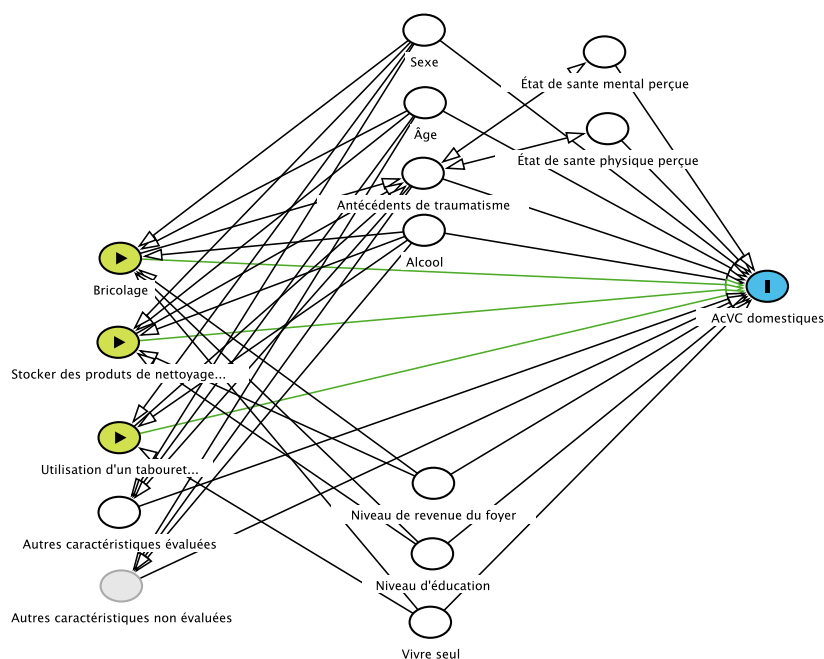 Sexe
État de sante mental perçue
Âge
État de sante physique perçue
Antécédents de traumatisme
Alcool
Bricolage
AcVC domestiques
Stocker des produts de nettoyage...
Utilisation d'un tabouret...
Niveau de revenue du foyer
Autres caractéristiques évaluées
Niveau d'éducation
Autres caractéristiques non évaluées
Vivre seul